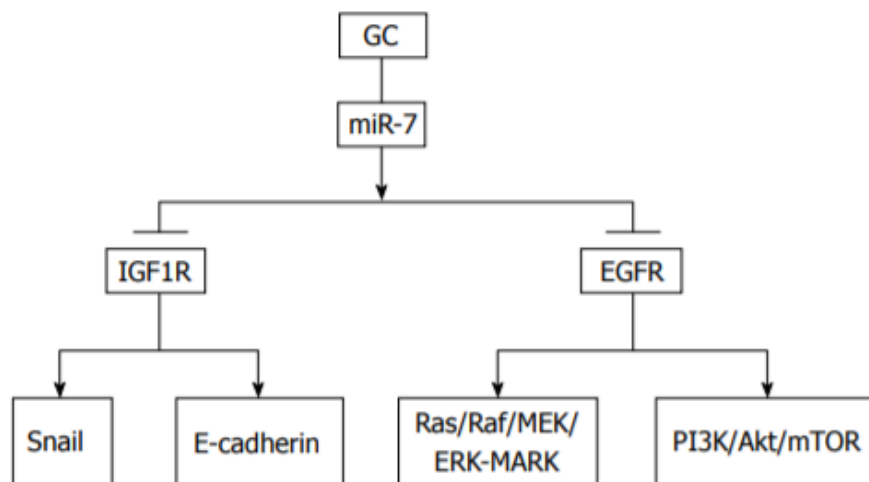 GC
miR-7
IGF1R
EGFR
Snail
E-cadherin
Ras/Raf/MEK/
ERK-MARK
PI3K/Akt/mTOR